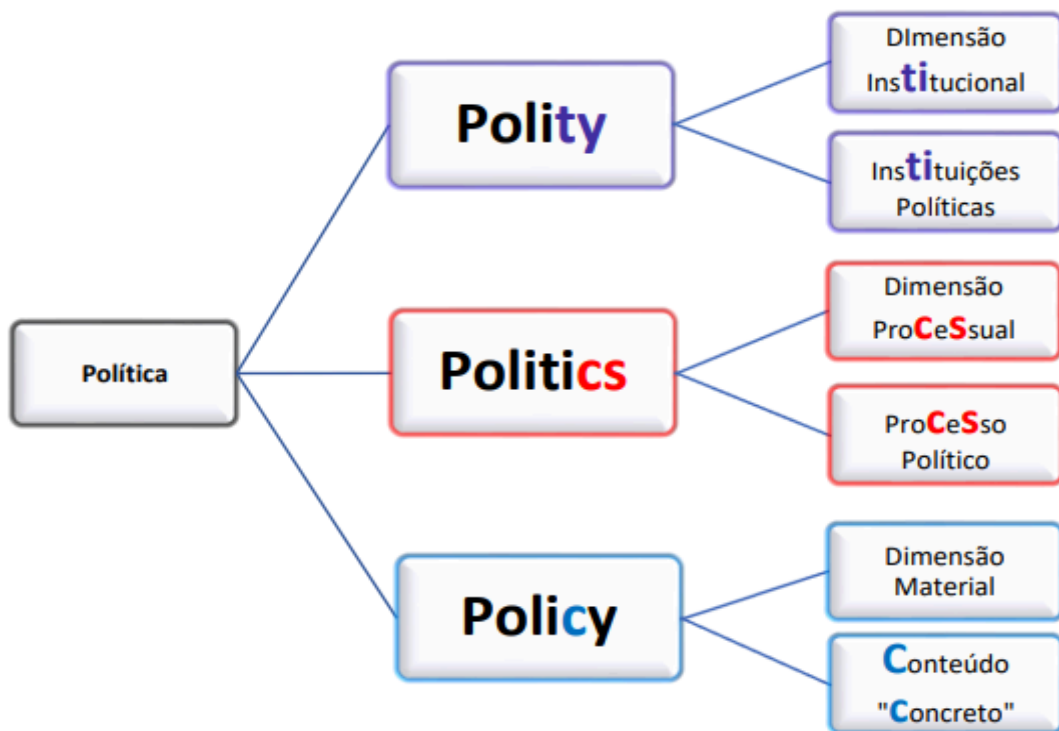 Política
Polity
DImensão
Institucional
Instituições
Políticas
Politics
Dimensão
ProCeSsual
ProCeSso
Político
Policy
Dimensão
Material
Conteúdo
"Concreto"